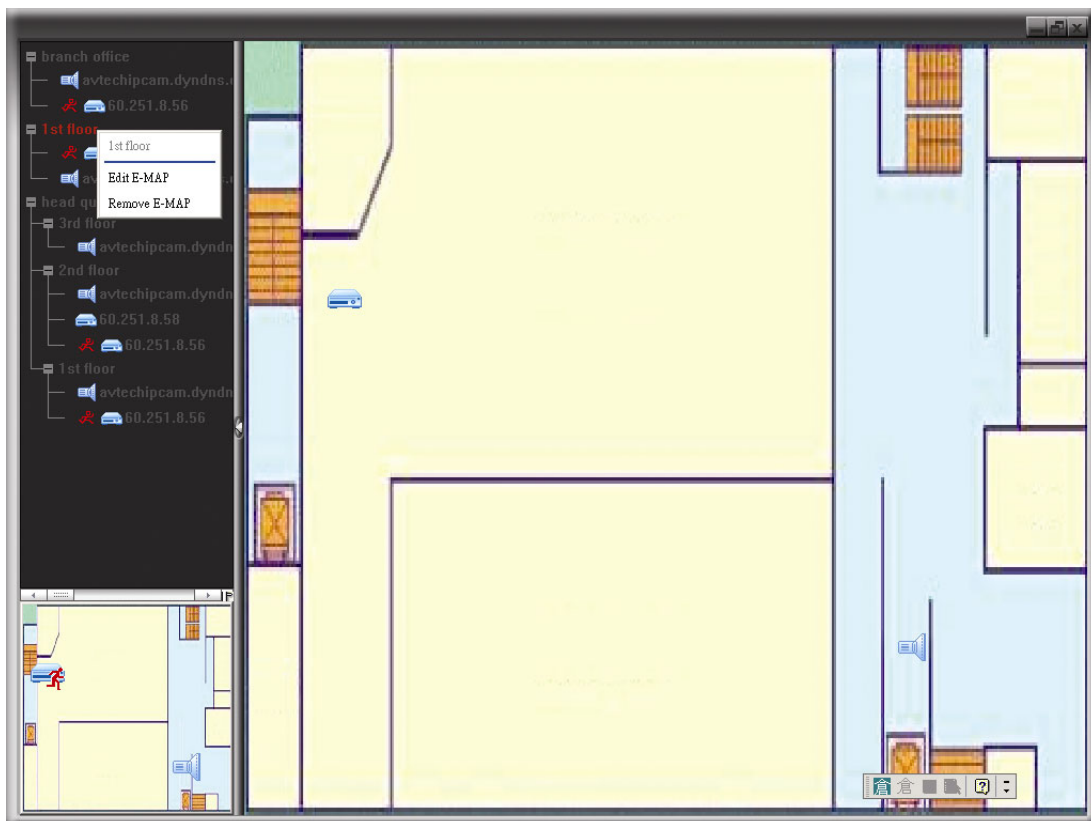 branch office
avtechipcam.dyndns.
60.251.8.56
1st floor
1st floor
Edit E-MAP
Remove E-MAP
head qu
3rd floor
avtechipcam.dyndn
2nd floor
avtechipcam.dyndn
60.251.8.58
60.251.8.56
1st floor
avtechipcam.dyndn
60.251.8.56
倉 倉